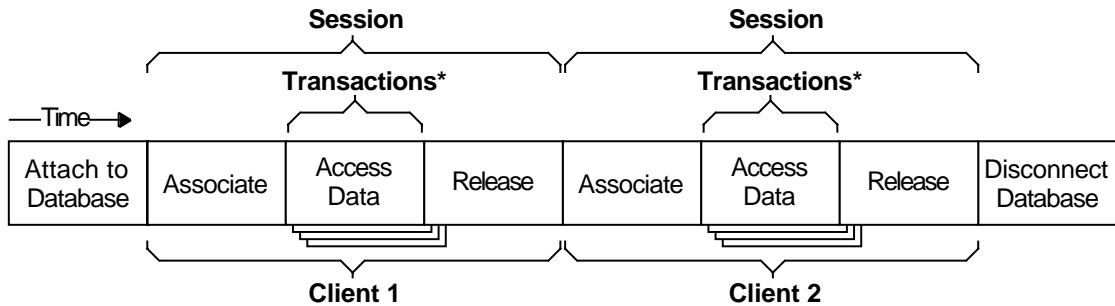 Session Session
Transactions* Transactions*
Time
Attach to Database Associate Access Data Release Associate Access Data Release Disconnect Database
Client 1 Client 2